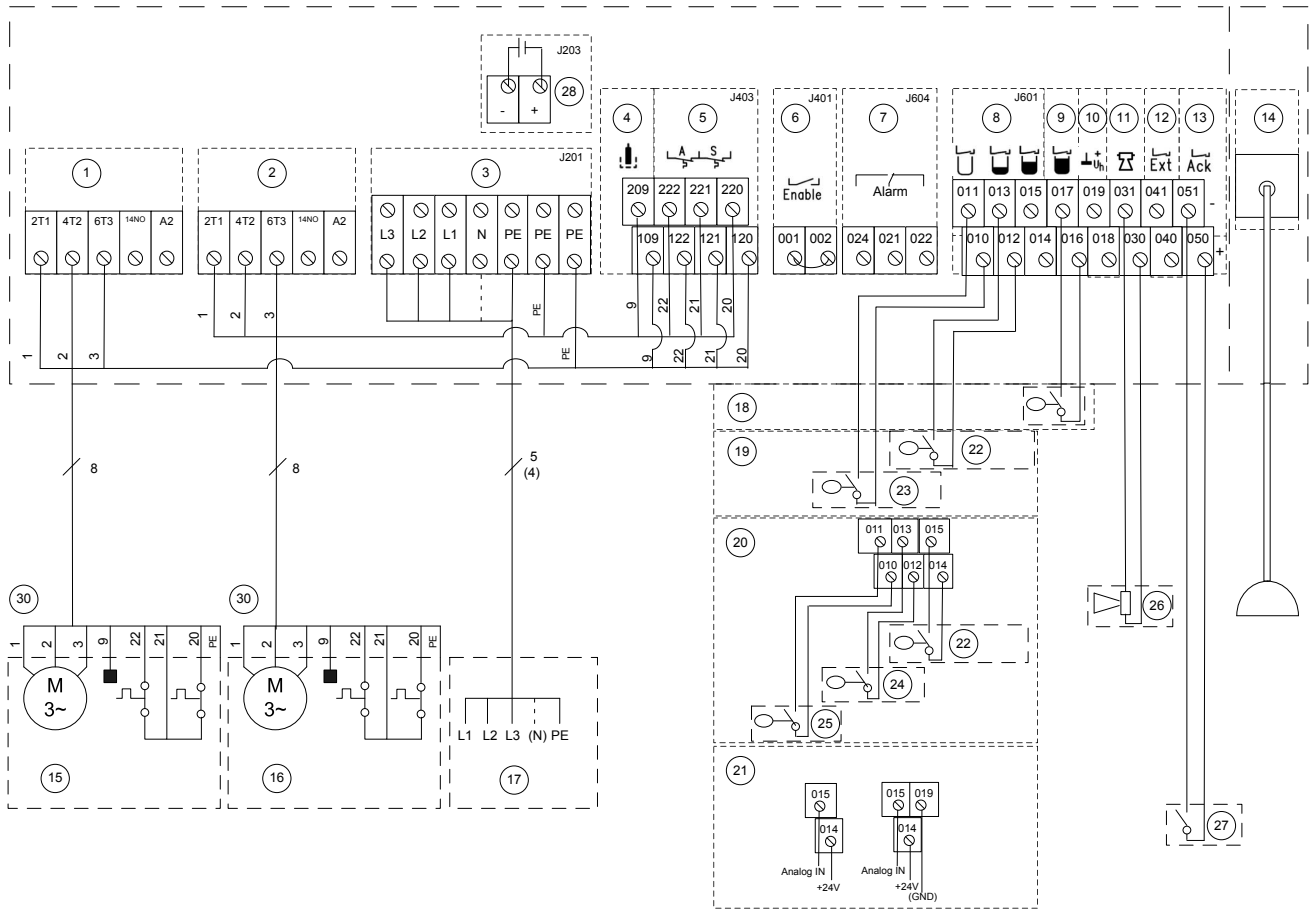 J203
28
- +
1
2
3
J201
4
5
J403
6
J401
7
J604
8
J601
9
10
11
12
13
14
A S
Enable
Alarm
+
Uh
Ext
Ack
2T1 4T2 6T3 14NO A2
2T1 4T2 6T3 14NO A2
L3 L2 L1 N PE PE PE
209 222 221 220
109 122 121 120
001 002
024 021 022
011 013 015 017 019 031 041 051 -
010 012 014 016 018 030 040 050 +
1 2 3
1 2 3
PE
PE
9 22 21 20
9 22 21 20
8
8
5
(4)
18
19
22
23
20
011 013 015
010 012 014
22
24
25
26
27
30
1 2 3 9 22 21 20 PE
M
3~
15
30
1 2 3 9 22 21 20 PE
M
3~
16
L1 L2 L3 (N) PE
17
21
015
014
Analog IN
+24V
015 019
014
Analog IN
+24V
(GND)